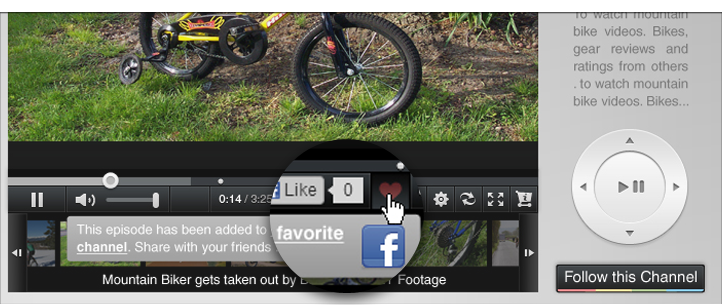 To watch mountain
bike videos. Bikes,
gear reviews and
ratings from others
. to watch mountain
bike videos. Bikes...
Like 0
0:14 / 3:25
This episode has been added to favorite
channel. Share with your friends
f
Mountain Biker gets taken out by Footage
Follow this Channel